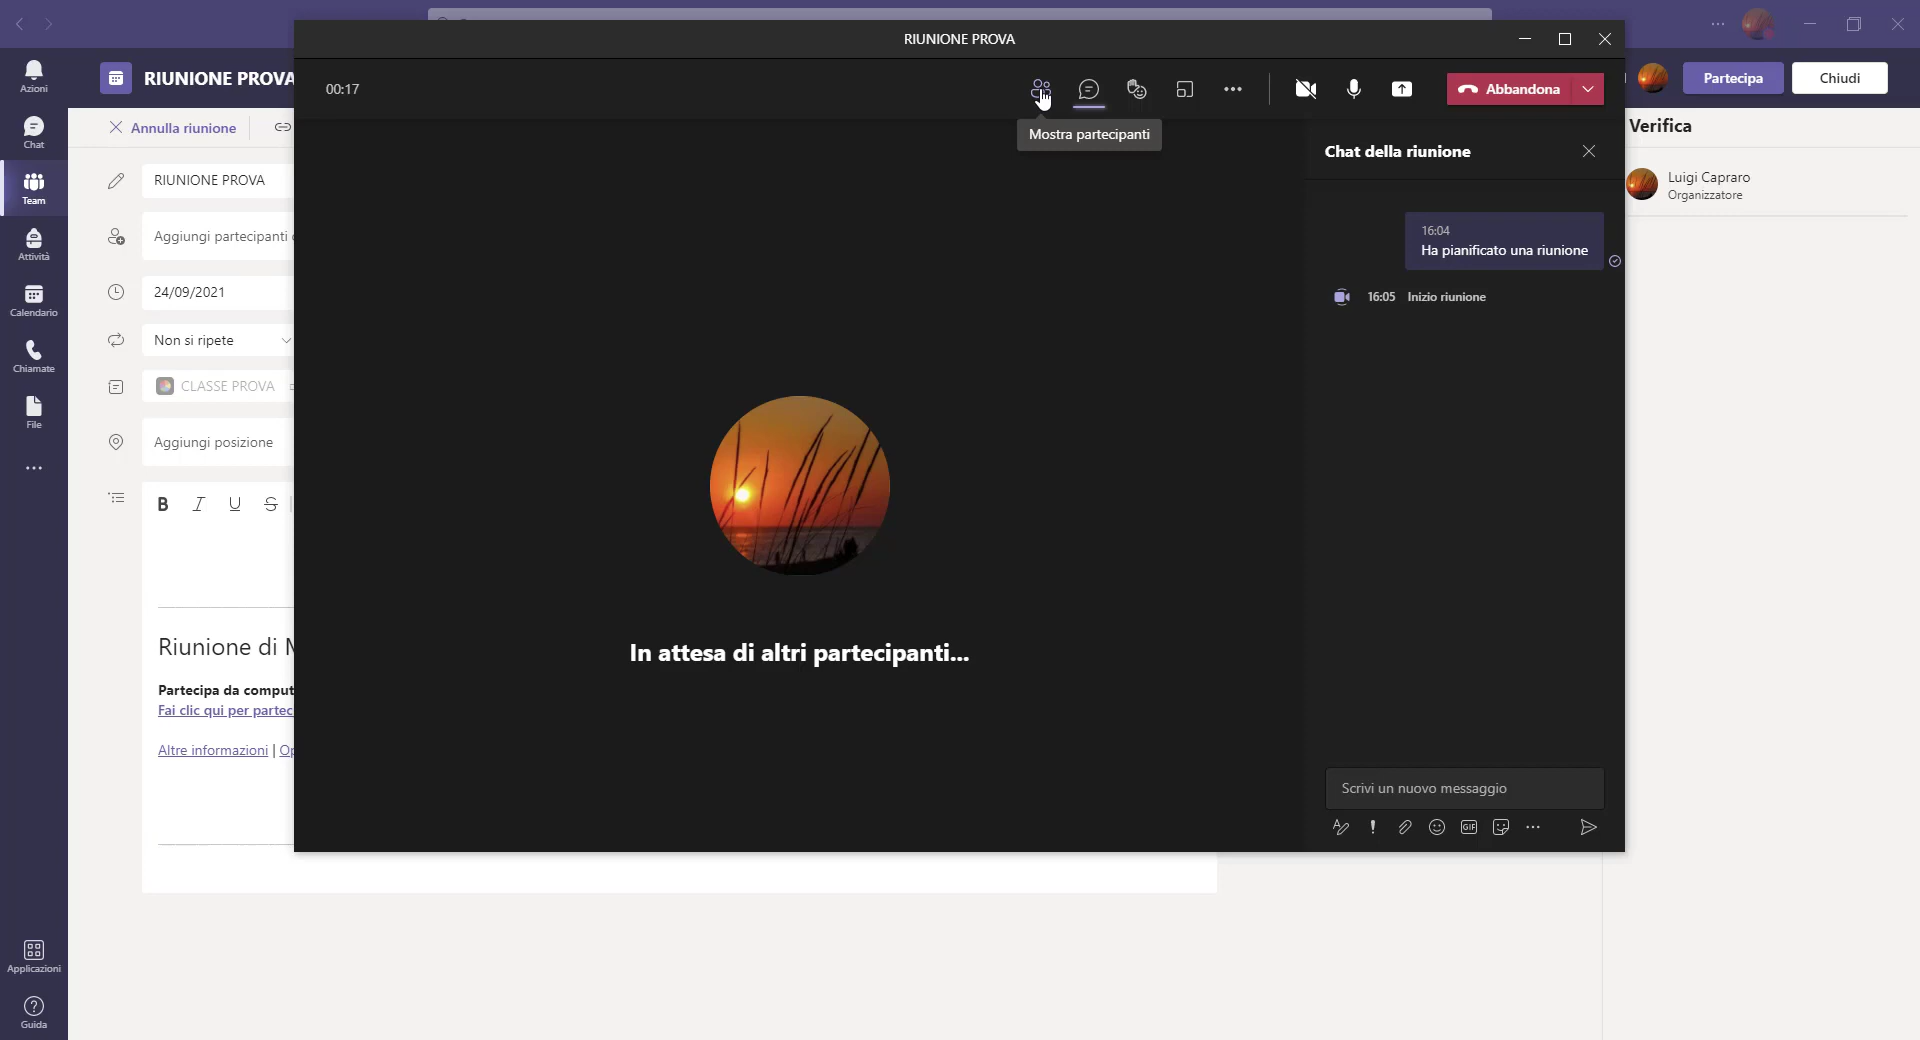 RIUNIONE PROVA
00:17
Abbandona
Mostra partecipanti
Chat della riunione
16:04
Ha pianificato una riunione
16:05 Inizio riunione
In attesa di altri partecipanti...
Scrivi un nuovo messaggio
GIF
Azioni
Chat
Team
Attività
Calendario
Chiamate
File
Applicazioni
Guida
RIUNIONE PROVA
Partecipa
Chiudi
Annulla riunione
RIUNIONE PROVA
Aggiungi partecipanti
24/09/2021
Non si ripete
CLASSE PROVA
Aggiungi posizione
B I U S
Riunione di
Partecipa da comput
Fai clic qui per partec
Altre informazioni | Op
Verifica
Luigi Capraro
Organizzatore